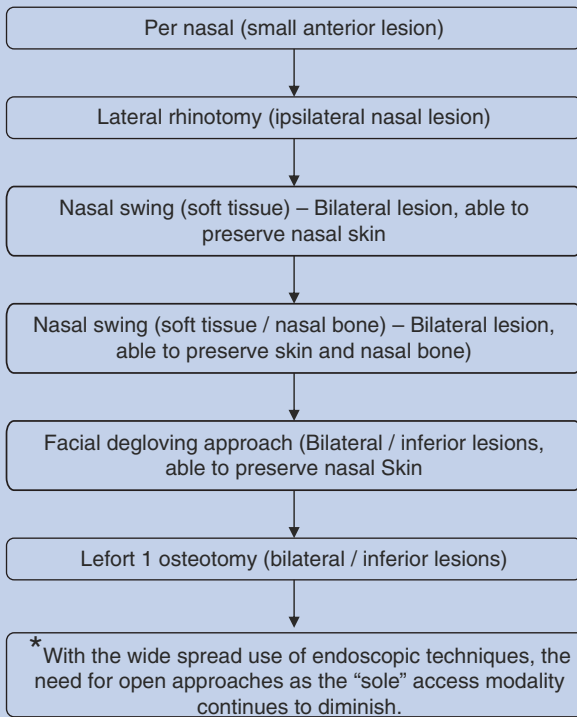 Per nasal (small anterior lesion)
Lateral rhinotomy (ipsilateral nasal lesion)
Nasal swing (soft tissue) – Bilateral lesion, able to
preserve nasal skin
Nasal swing (soft tissue / nasal bone) – Bilateral lesion,
able to preserve skin and nasal bone)
Facial degloving approach (Bilateral / inferior lesions,
able to preserve nasal Skin
Lefort 1 osteotomy (bilateral / inferior lesions)
*With the wide spread use of endoscopic techniques, the
need for open approaches as the “sole” access modality
continues to diminish.